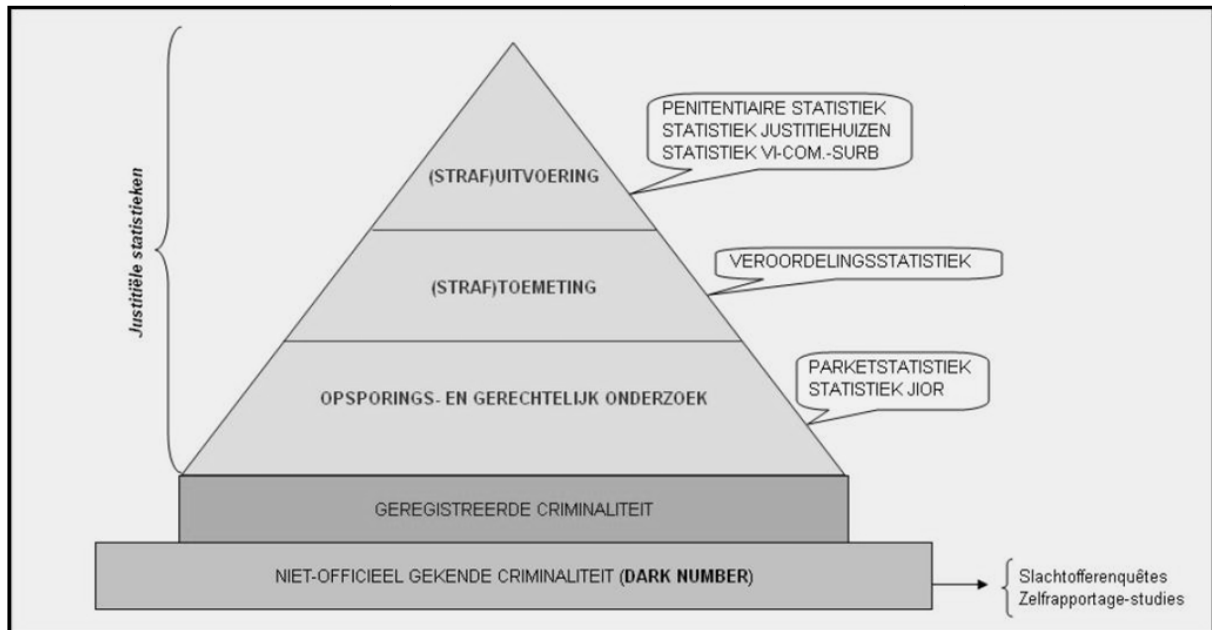 Justitiële statistieken
PENITENTIAIRE STATISTIEK
STATISTIEK JUSTITIEHUIZEN
STATISTIEK VI-COM.-SURB
(STRAF)UITVOERING
VEROORDELINGSSTATISTIEK
(STRAF)TOEMETING
PARKETSTATISTIEK
STATISTIEK JIOR
OPSPORINGS- EN GERECHTELIJK ONDERZOEK
GEREGISTREERDE CRIMINALITEIT
NIET-OFFICIEEL GEKENDE CRIMINALITEIT (DARK NUMBER)
Slachtofferenquêtes
Zelfrapportage-studies